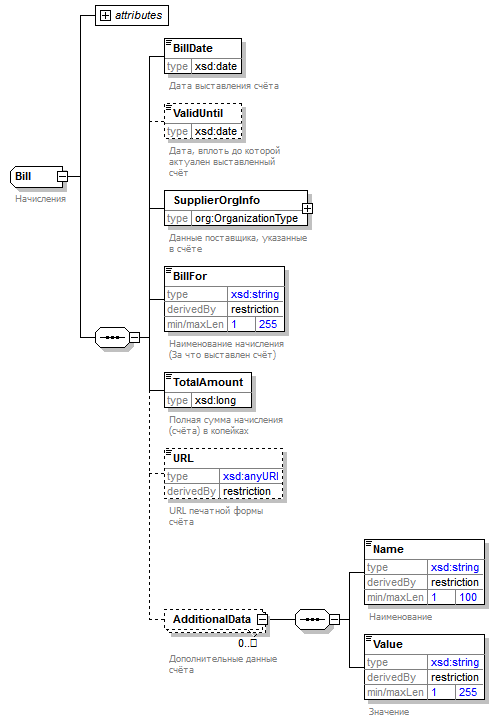 attributes
BillDate
type xsd:date
Дата выставления счёта
ValidUntil
type xsd:date
Дата, вплоть до которой
актуален выставленный
счёт
Bill
Начисления
SupplierOrgInfo
type org:OrganizationType
Данные поставщика, указанные
в счёте
BillFor
type xsd:string
derivedBy restriction
min/maxLen 1 255
Наименование начисления
(За что выставлен счёт)
TotalAmount
type xsd:long
Полная сумма начисления
(счёта) в копейках
URL
type xsd:anyURI
derivedBy restriction
URL печатной формы
счёта
Name
type xsd:string
derivedBy restriction
min/maxLen 1 100
Наименование
AdditionalData
0..□
Дополнительные данные
счёта
Value
type xsd:string
derivedBy restriction
min/maxLen 1 255
Значение